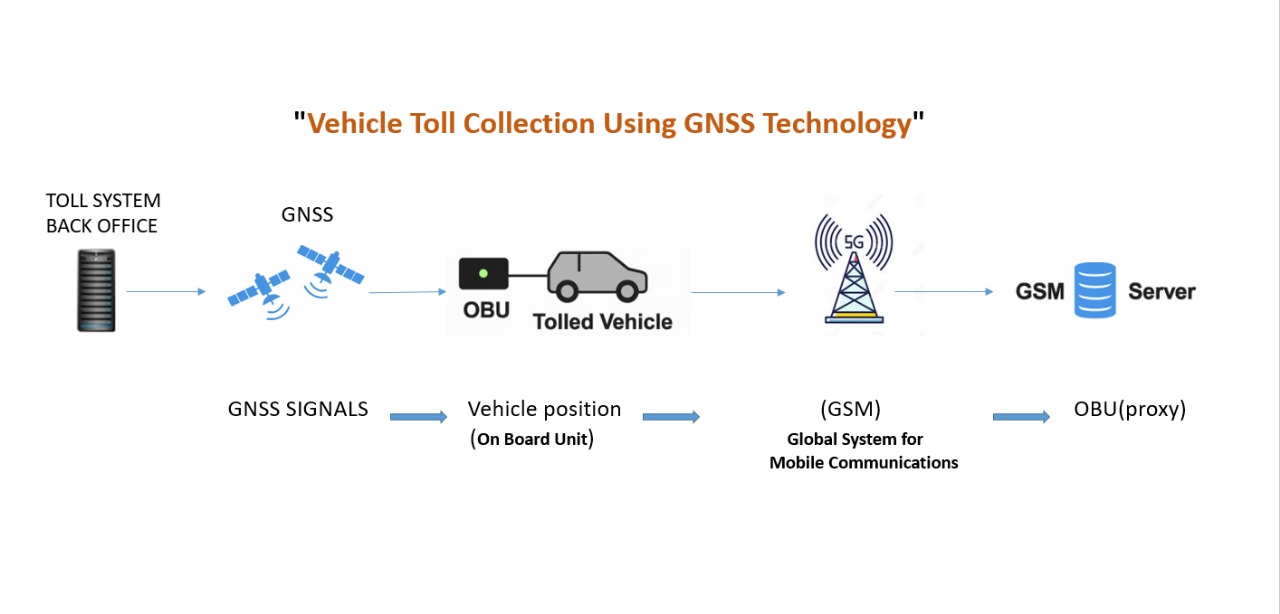 "Vehicle Toll Collection Using GNSS Technology"
TOLL SYSTEM
BACK OFFICE
GNSS
OBU
Tolled Vehicle
5G
GSM
Server
GNSS SIGNALS
Vehicle position
(On Board Unit)
(GSM)
Global System for
Mobile Communications
OBU(proxy)